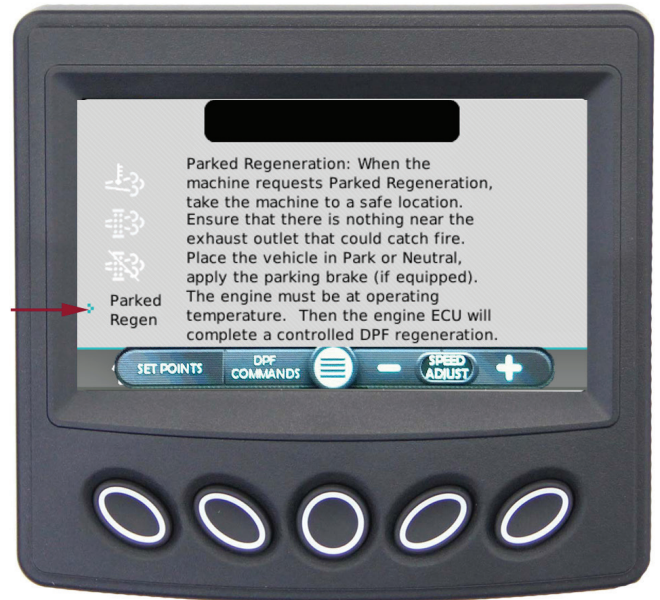 Parked Regeneration: When the
machine requests Parked Regeneration,
take the machine to a safe location.
Ensure that there is nothing near the
exhaust outlet that could catch fire.
Place the vehicle in Park or Neutral,
apply the parking brake (if equipped).
The engine must be at operating
temperature.  Then the engine ECU will
complete a controlled DPF regeneration.
Parked
Regen
SET POINTS
DPF
COMMANDS
SPEED
ADJUST